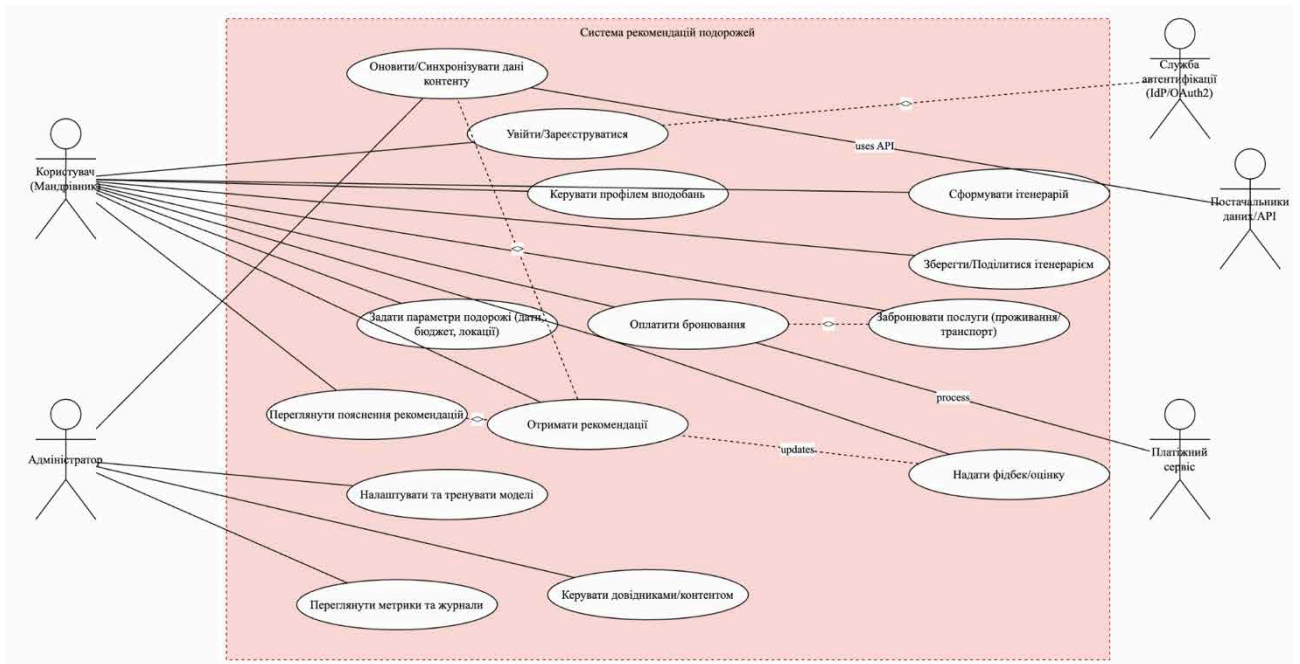 Система рекомендацій подорожей
Оновити/Синхронізувати дані
контенту
Служба
автентифікації
(IdP/OAuth2)
Увійти/Зареєструватися
uses API
Користувач
(Мандрівник)
Керувати профілем вподобань
Сформувати ітенерарій
Постачальники
даних/API
Зберегти/Поділитися ітенерарієм
Задати параметри подорожі (дати,
бюджет, локації)
Оплатити бронювання
Забронювати послуги (проживання/
транспорт)
process
Переглянути пояснення рекомендацій
Отримати рекомендації
updates
Адміністратор
Платіжний
сервіс
Надати фідбек/оцінку
Налаштувати та тренувати моделі
Керувати довідниками/контентом
Переглянути метрики та журнали